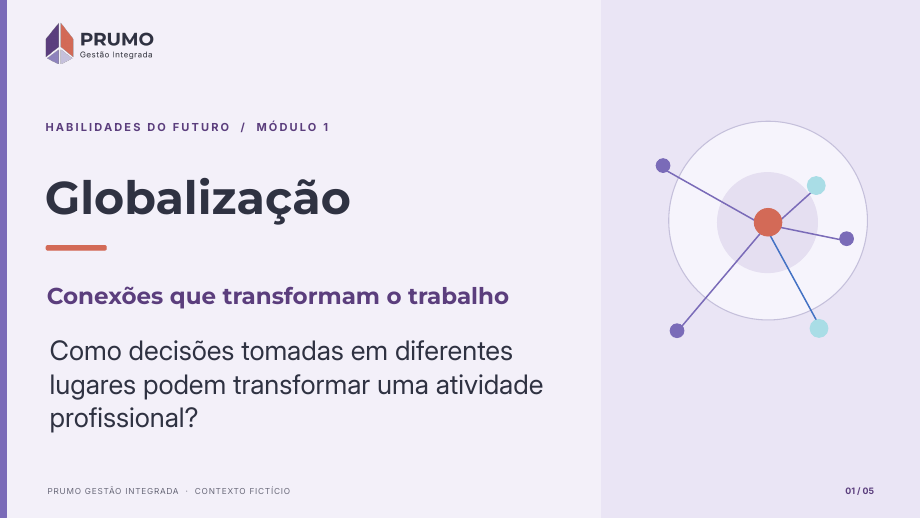 PRUMO
Gestão Integrada
HABILIDADES DO FUTURO / MÓDULO 1
Globalização
Conexões que transformam o trabalho
Como decisões tomadas em diferentes
lugares podem transformar uma atividade
profissional?
PRUMO GESTÃO INTEGRADA · CONTEXTO FICTÍCIO
01 / 05